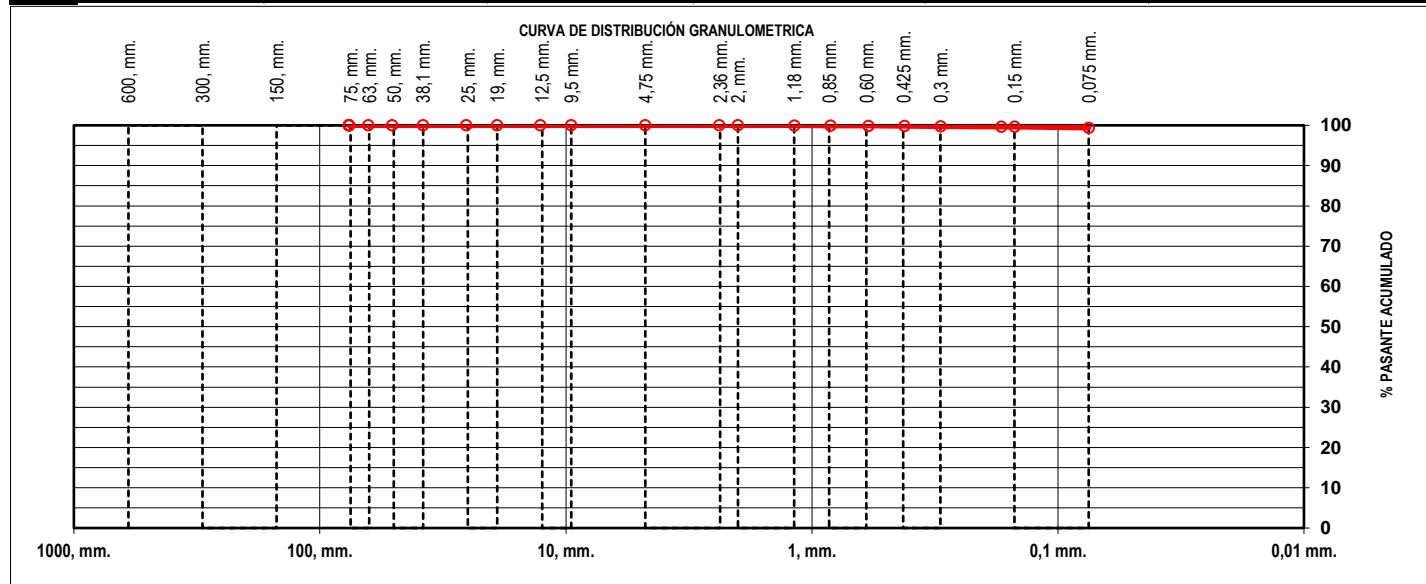 CURVA DE DISTRIBUCIÓN GRANULOMETRICA
600, mm.
300, mm.
150, mm.
75, mm.
63, mm.
50, mm.
38,1 mm.
25, mm.
19, mm.
12,5 mm.
9,5 mm.
4,75 mm.
2,36 mm.
2, mm.
1,18 mm.
0,85 mm.
0,60 mm.
0,425 mm.
0,3 mm.
0,15 mm.
0,075 mm.
100
90
80
70
60
50
40
30
20
10
0
% PASANTE ACUMULADO
1000, mm.
100, mm.
10, mm.
1, mm.
0,1 mm.
0,01 mm.